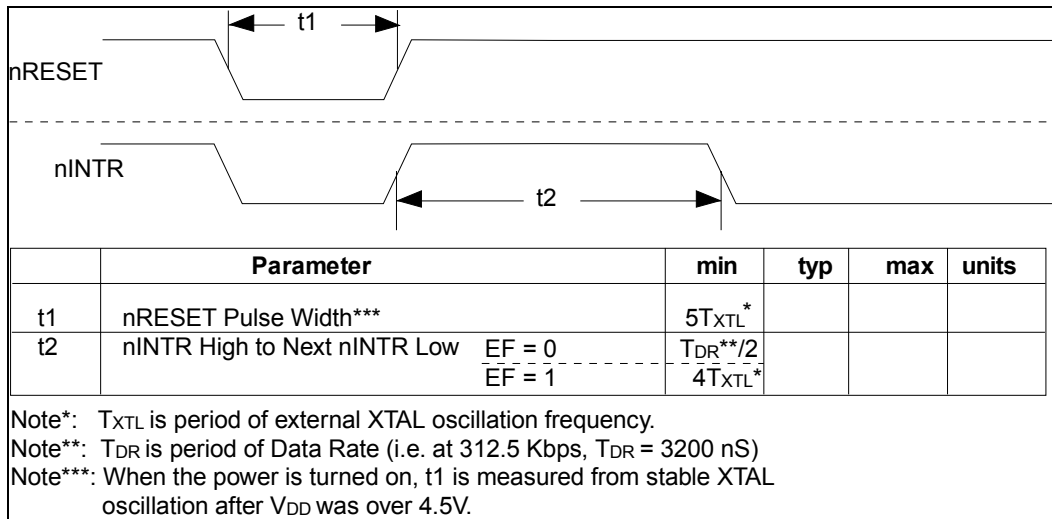 t1
nRESET
nINTR
t2
Parameter min typ max units
t1 nRESET Pulse Width*** 5TXTL*
t2 nINTR High to Next nINTR Low EF = 0 TDR**/2
EF = 1 4TXTL*
Note*: TXTL is period of external XTAL oscillation frequency.
Note**: TDR is period of Data Rate (i.e. at 312.5 Kbps, TDR = 3200 nS)
Note***: When the power is turned on, t1 is measured from stable XTAL
oscillation after VDD was over 4.5V.